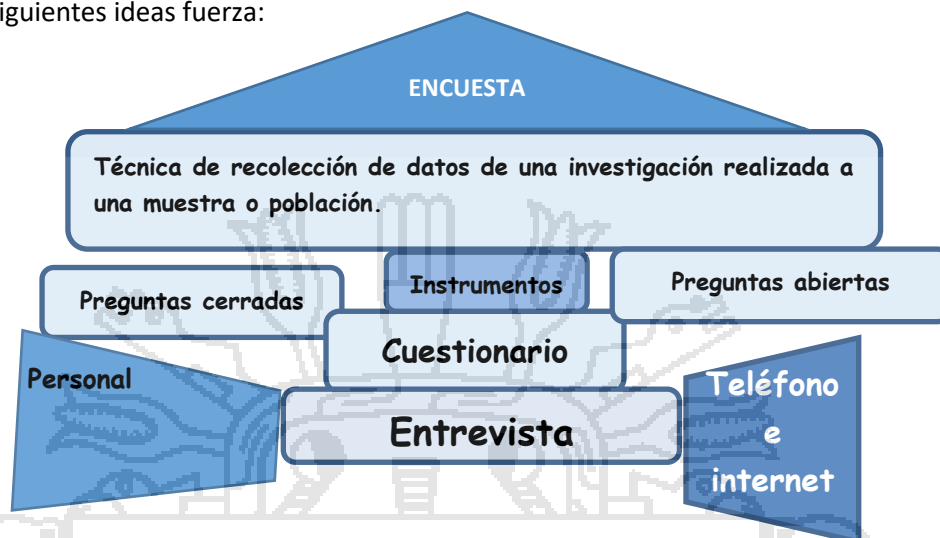 iguientes ideas fuerza:
ENCUESTA
Técnica de recolección de datos de una investigación realizada a
una muestra o población.
Preguntas cerradas
Instrumentos
Preguntas abiertas
Cuestionario
Personal
Entrevista
Teléfono
e
internet